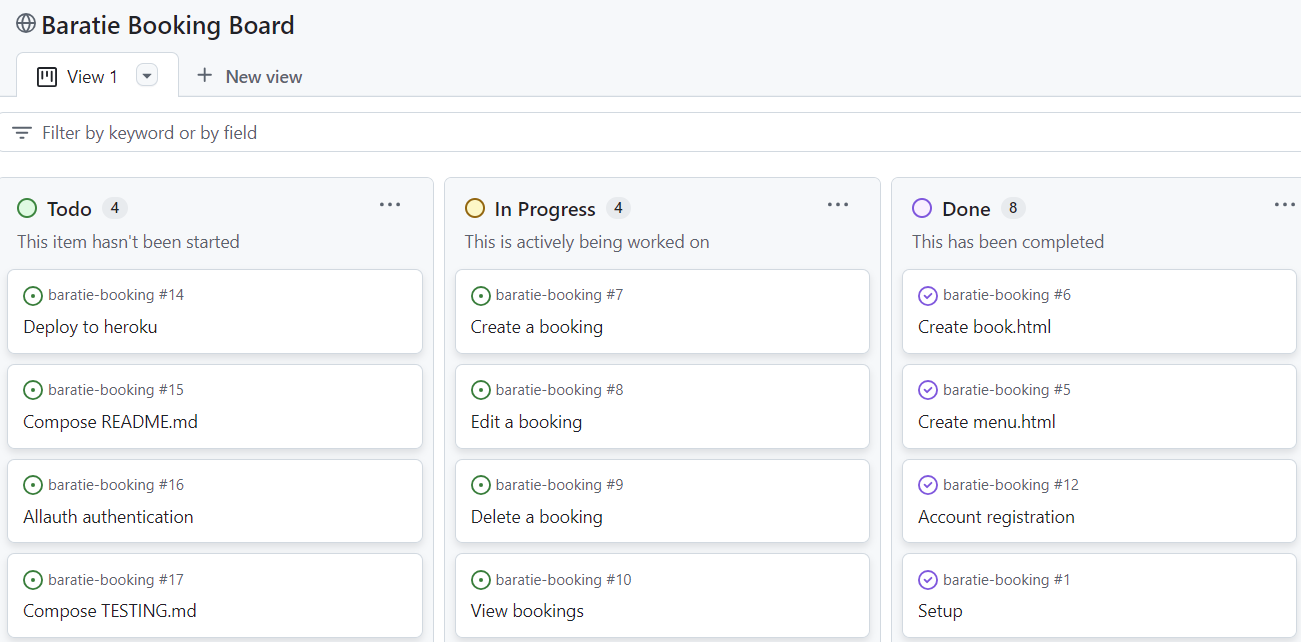 Baratie Booking Board
View 1
New view
Filter by keyword or by field
Todo 4
This item hasn't been started
baratie-booking #14
Deploy to heroku
baratie-booking #15
Compose README.md
baratie-booking #16
Allauth authentication
baratie-booking #17
Compose TESTING.md
In Progress 4
This is actively being worked on
baratie-booking #7
Create a booking
baratie-booking #8
Edit a booking
baratie-booking #9
Delete a booking
baratie-booking #10
View bookings
Done 8
This has been completed
baratie-booking #6
Create book.html
baratie-booking #5
Create menu.html
baratie-booking #12
Account registration
baratie-booking #1
Setup